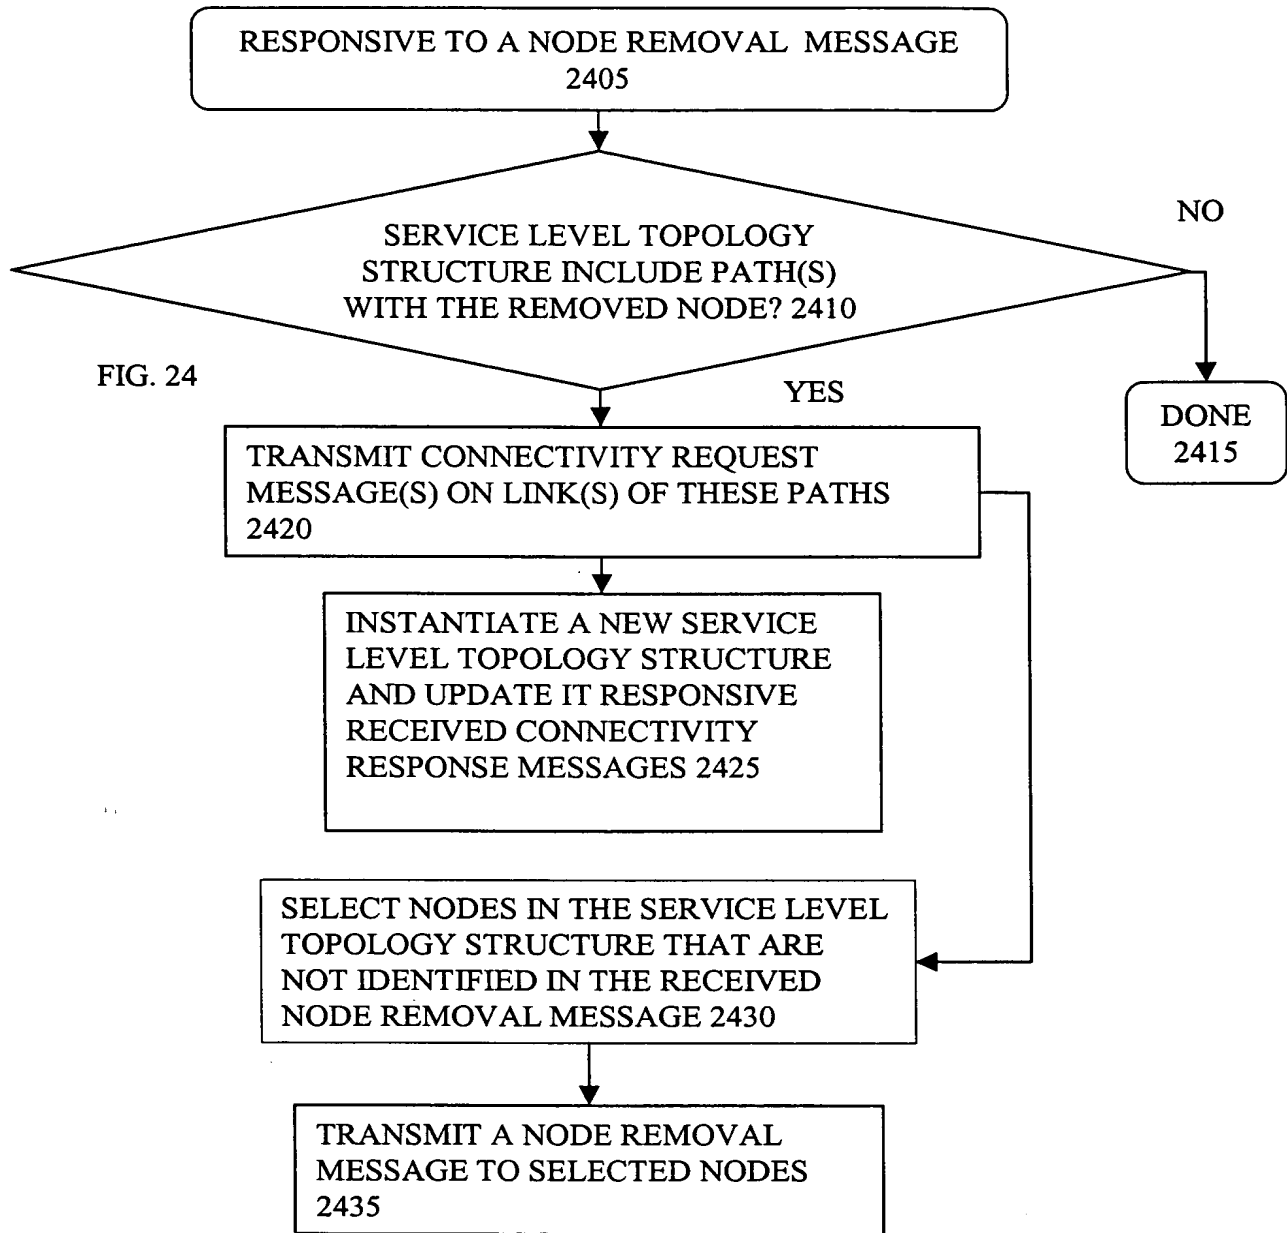 RESPONSIVE TO A NODE REMOVAL MESSAGE
2405
SERVICE LEVEL TOPOLOGY
STRUCTURE INCLUDE PATH(S)
WITH THE REMOVED NODE? 2410
NO
FIG. 24
YES
DONE
2415
TRANSMIT CONNECTIVITY REQUEST
MESSAGE(S) ON LINK(S) OF THESE PATHS
2420
INSTANTIATE A NEW SERVICE
LEVEL TOPOLOGY STRUCTURE
AND UPDATE IT RESPONSIVE
RECEIVED CONNECTIVITY
RESPONSE MESSAGES 2425
SELECT NODES IN THE SERVICE LEVEL
TOPOLOGY STRUCTURE THAT ARE
NOT IDENTIFIED IN THE RECEIVED
NODE REMOVAL MESSAGE 2430
TRANSMIT A NODE REMOVAL
MESSAGE TO SELECTED NODES
2435